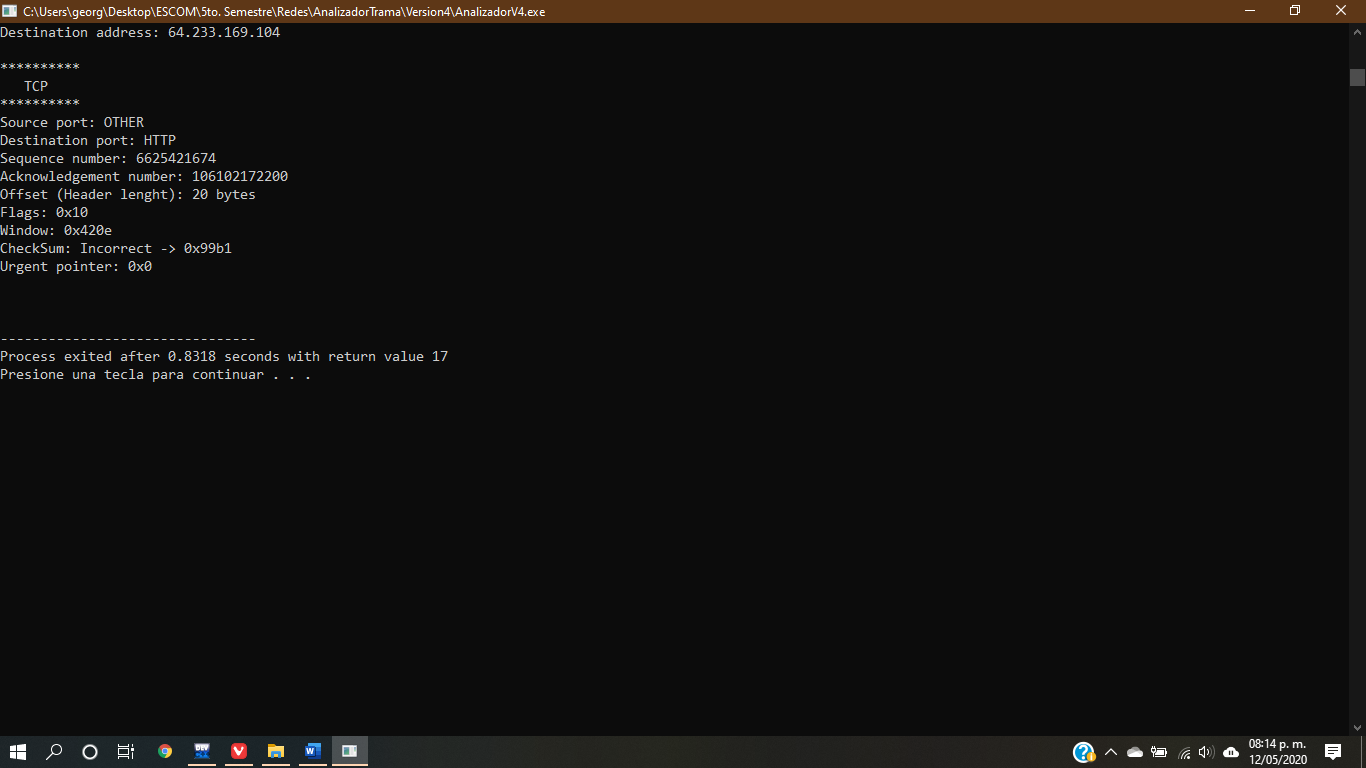 C:\Users\georg\Desktop\ESCOM\5to. Semestre\Redes\AnalizadorTrama\Version4\AnalizadorV4.exe
Destination address: 64.233.169.104
**********
TCP
**********
Source port: OTHER
Destination port: HTTP
Sequence number: 6625421674
Acknowledgement number: 106102172200
Offset (Header lenght): 20 bytes
Flags: 0x10
Window: 0x420e
CheckSum: Incorrect -> 0x99b1
Urgent pointer: 0x0
--------------------------------
Process exited after 0.8318 seconds with return value 17
Presione una tecla para continuar . . .
DEV
W
08:14 p. m.
12/05/2020